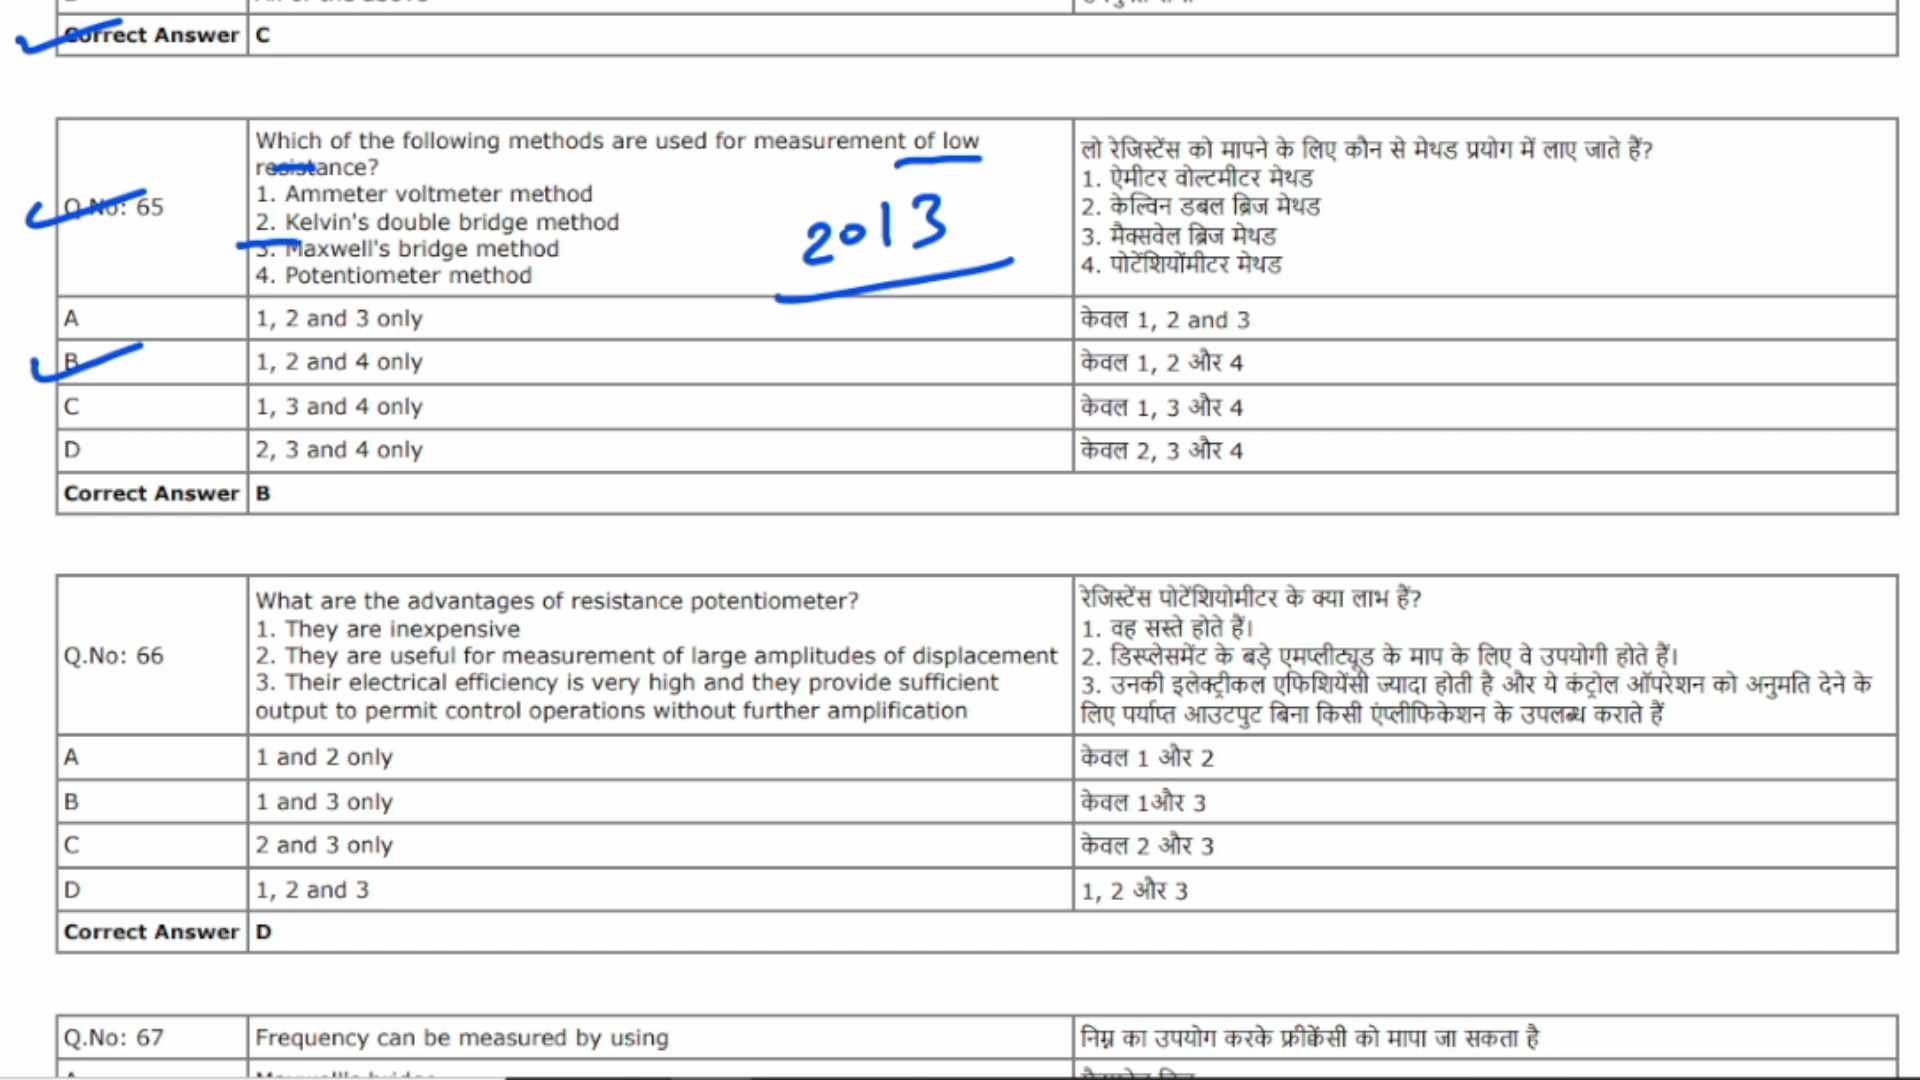 Correct Answer C
Q.No: 65
Which of the following methods are used for measurement of low
resistance?
1. Ammeter voltmeter method
2. Kelvin's double bridge method
3. Maxwell's bridge method
4. Potentiometer method
2013
लो रेजिस्टेंस को मापने के लिए कौन से मेथड प्रयोग में लाए जाते हैं?
1. ऐमीटर वोल्टमीटर मेथड
2. केल्विन डबल ब्रिज मेथड
3. मैक्सवेल ब्रिज मेथड
4. पोटेंशियोंमीटर मेथड
A 1, 2 and 3 only केवल 1, 2 and 3
B 1, 2 and 4 only केवल 1, 2 और 4
C 1, 3 and 4 only केवल 1, 3 और 4
D 2, 3 and 4 only केवल 2, 3 और 4
Correct Answer B
Q.No: 66
What are the advantages of resistance potentiometer?
1. They are inexpensive
2. They are useful for measurement of large amplitudes of displacement
3. Their electrical efficiency is very high and they provide sufficient
output to permit control operations without further amplification
रेजिस्टेंस पोटेंशियोमीटर के क्या लाभ हैं?
1. वह सस्ते होते हैं।
2. डिस्प्लेसमेंट के बड़े एमप्लीट्यूड के माप के लिए वे उपयोगी होते हैं।
3. उनकी इलेक्ट्रीकल एफिशियेंसी ज्यादा होती है और ये कंट्रोल ऑपरेशन को अनुमति देने के
लिए पर्याप्त आउटपुट बिना किसी एंप्लीफिकेशन के उपलब्ध कराते हैं
A 1 and 2 only केवल 1 और 2
B 1 and 3 only केवल 1और 3
C 2 and 3 only केवल 2 और 3
D 1, 2 and 3 1, 2 और 3
Correct Answer D
Q.No: 67 Frequency can be measured by using निम्न का उपयोग करके फ्रीक्वेंसी को मापा जा सकता है